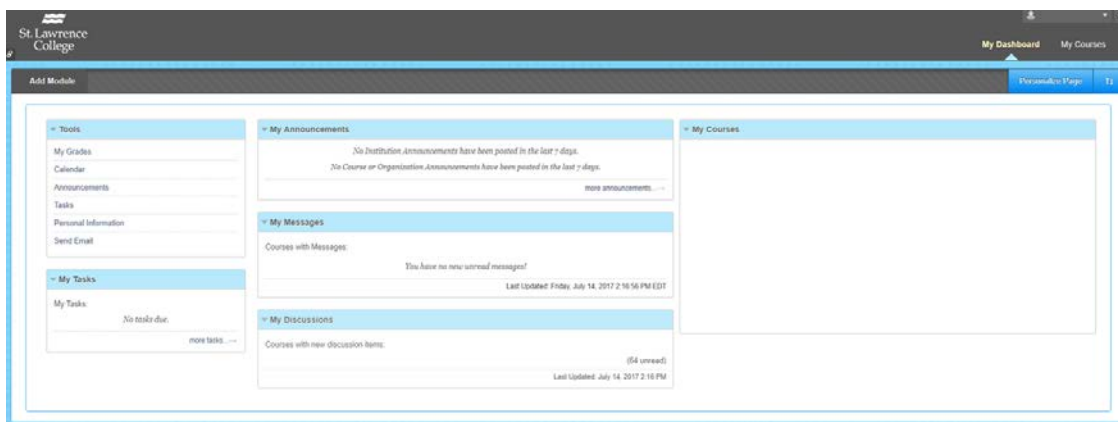 St. Lawrence
College
My Dashboard
My Courses
Add Module
Personalize Page
Tools
My Grades
Calendar
Announcements
Tasks
Personal Information
Send Email
My Tasks
My Tasks:
No tasks due.
more tasks...
My Announcements
No Institution Announcements have been posted in the last 7 days.
No Course or Organization Announcements have been posted in the last 7 days.
more announcements...
My Messages
Courses with Messages:
You have no new unread messages!
Last Updated: Friday, July 14, 2017 2:16:56 PM EDT
My Discussions
Courses with new discussion items:
(64 unread)
Last Updated: July 14, 2017 2:16 PM
My Courses